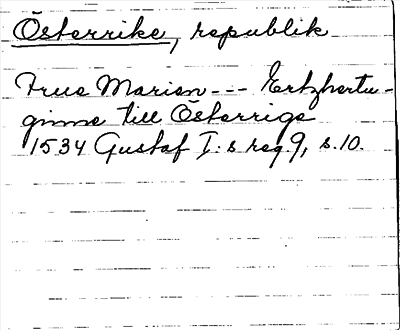 Österrike, republik
Frue Marien --- Ertzhertu-
ginne till Österrige
1534 Gustaf I:s reg. 9, s. 10.